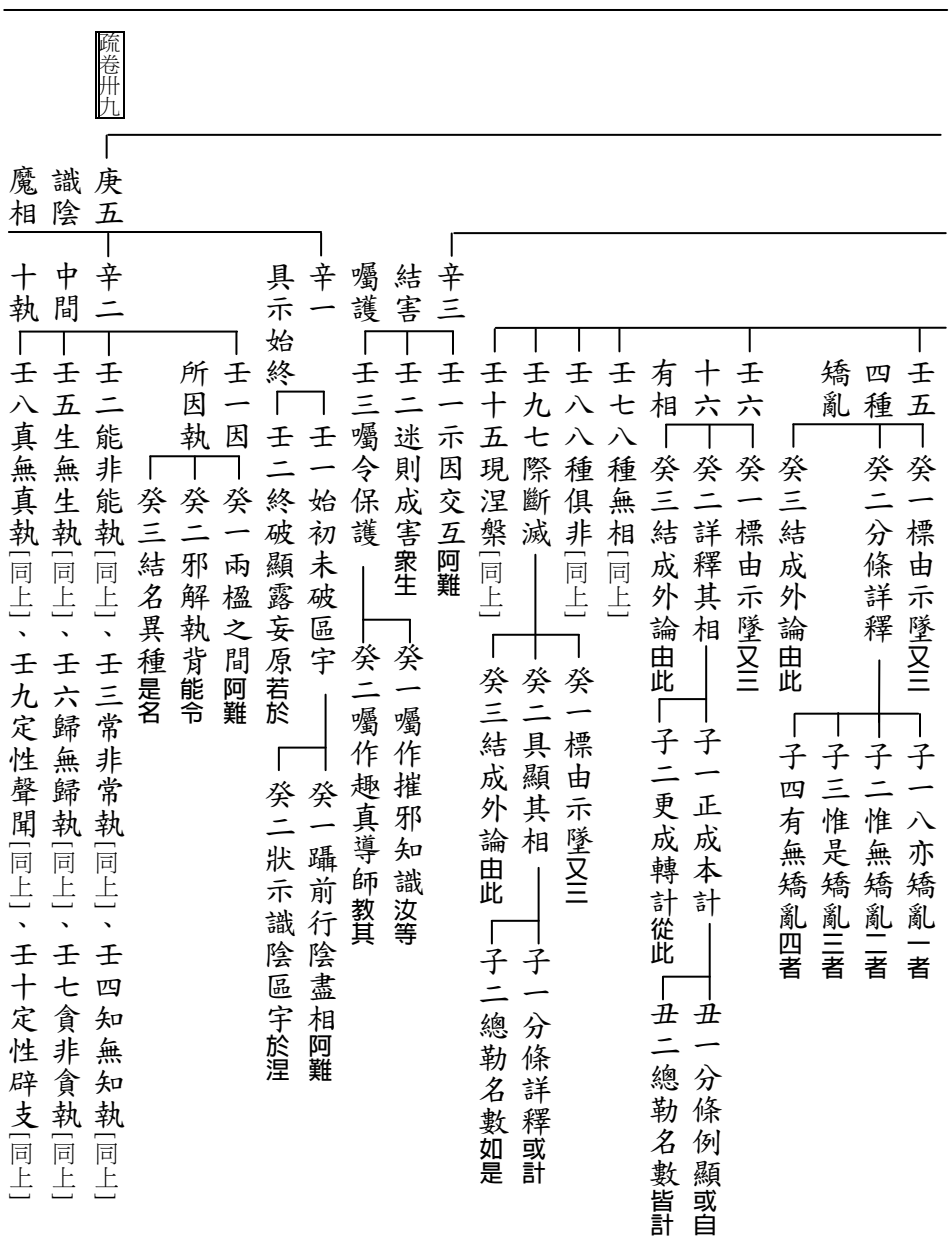 壬五四種矯亂
癸一標由示墜又三
癸二分條詳釋
子一八亦矯亂一者
子二惟無矯亂二者
子三惟是矯亂三者
子四有無矯亂四者
癸三結成外論由此
壬六十六有相
癸一標由示墜又三
癸二詳釋其相
子一正成本計
丑一分條例顯或自
丑二總勒名數皆計
子二更成轉計從此
癸三結成外論由此
壬七八種無相[同上]
壬八八種俱非[同上]
壬九七際斷滅
癸一標由示墜又三
癸二具顯其相
子一分條詳釋或計
子二總勒名數如是
癸三結成外論由此
壬十五現涅槃[同上]
辛三結害囑護
壬一示因交互阿難
壬二迷則成害衆生
壬三囑令保護
癸一囑作摧邪知識汝等
癸二囑作趣真導師教其
疏卷卅九
庚五識陰魔相
辛一具示始終
壬一始初未破區宇
癸一躡前行陰盡相阿難
癸二狀示識陰區宇於涅
壬二終破顯露妄原若於
辛二中間十執
壬一因所因執
癸一兩楹之間阿難
癸二邪解執背能令
癸三結名異種是名
壬二能非能執[同上]、壬三常非常執[同上]、壬四知無知執[同上]
壬五生無生執[同上]、壬六歸無歸執[同上]、壬七貪非貪執[同上]
壬八真無真執[同上]、壬九定性聲聞[同上]、壬十定性辟支[同上]